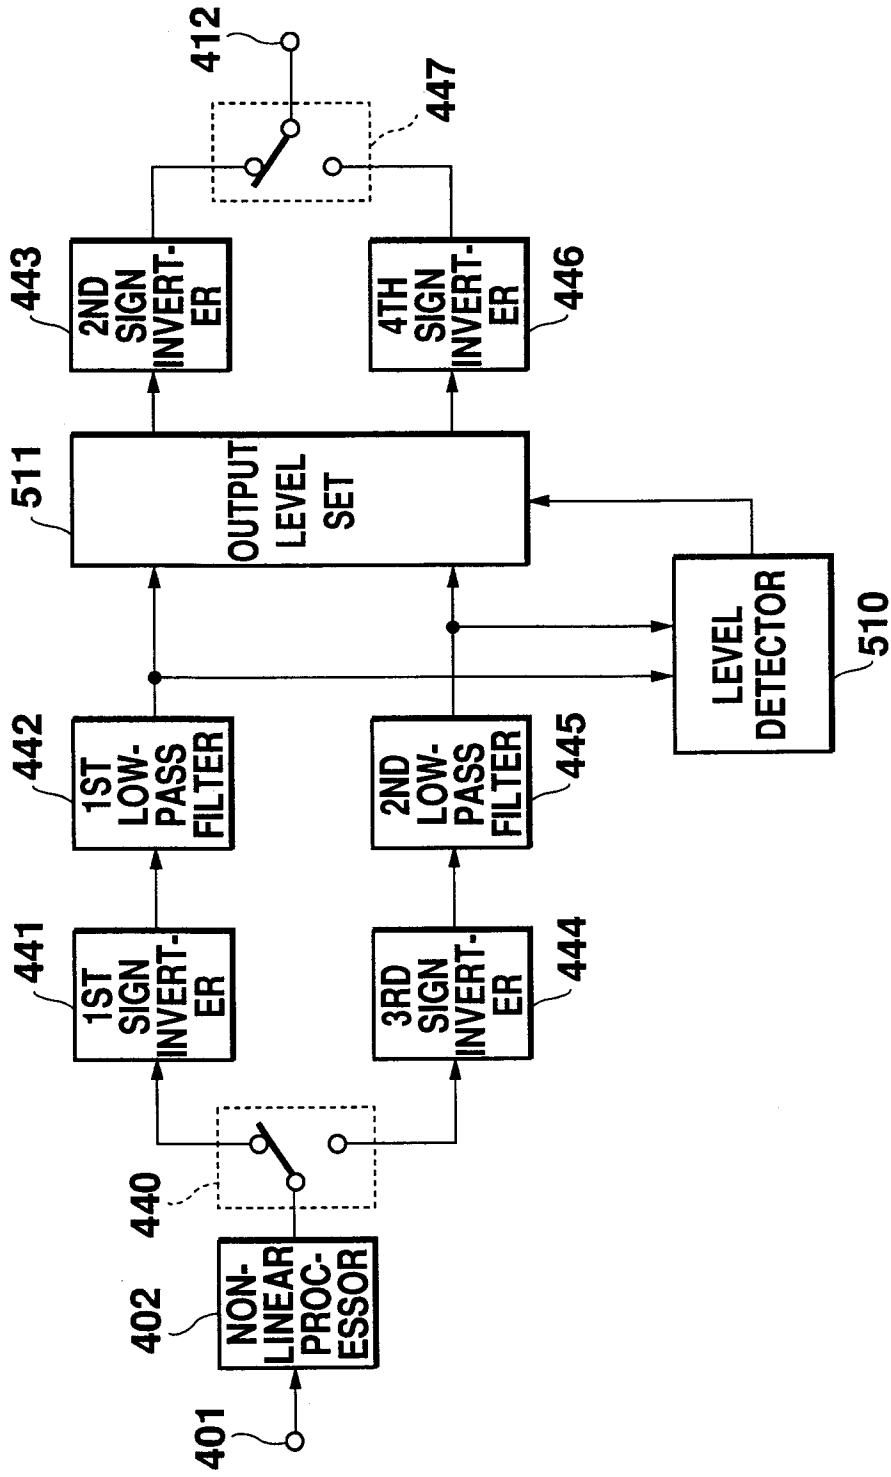 401
402
NON-
LINEAR
PROC-
ESSOR
440
441
1ST
SIGN
INVERT-
ER
442
1ST
LOW-
PASS
FILTER
511
OUTPUT
LEVEL
SET
443
2ND
SIGN
INVERT-
ER
412
447
3RD
SIGN
INVERT-
ER
444
2ND
LOW-
PASS
FILTER
445
4TH
SIGN
INVERT-
ER
446
LEVEL
DETECTOR
510